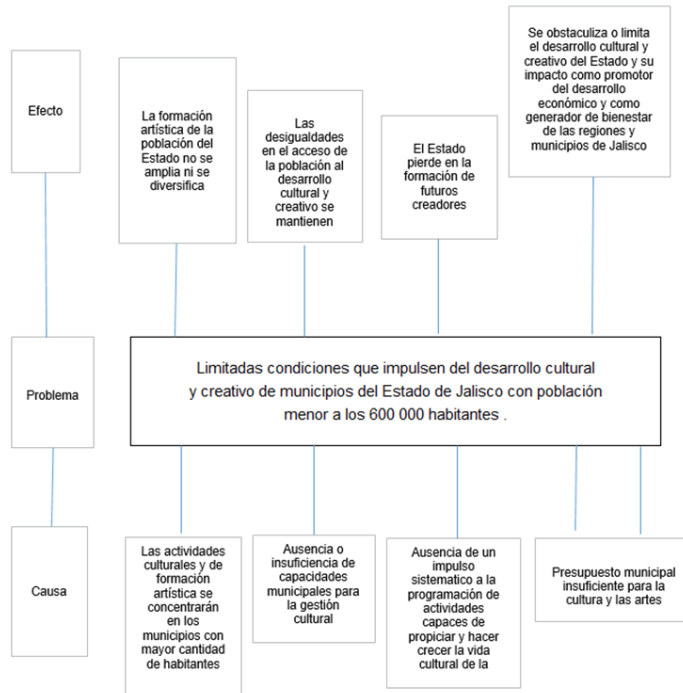 Efecto
La formación
artística de la
población del
Estado no se
amplia ni se
diversifica
Las
desigualdades
en el acceso de
la población al
desarrollo
cultural y
creativo se
mantienen
El Estado
pierde en la
formación de
futuros
creadores
Se obstaculiza o limita
el desarrollo cultural y
creativo del Estado y su
impacto como promotor
del desarrollo
económico y como
generador de bienestar
de las regiones y
municipios de Jalisco
Problema
Limitadas condiciones que impulsen del desarrollo cultural
y creativo de municipios del Estado de Jalisco con población
menor a los 600 000 habitantes .
Causa
Las actividades
culturales y de
formación
artística se
concentrarán
en los
municipios con
mayor cantidad
de habitantes
Ausencia o
insuficiencia de
capacidades
municipales para
la gestión
cultural
Ausencia de un
impulso
sistematico a la
programación de
actividades
capaces de
propiciar y hacer
crecer la vida
cultural de la
Presupuesto municipal
insuficiente para la
cultura y las artes